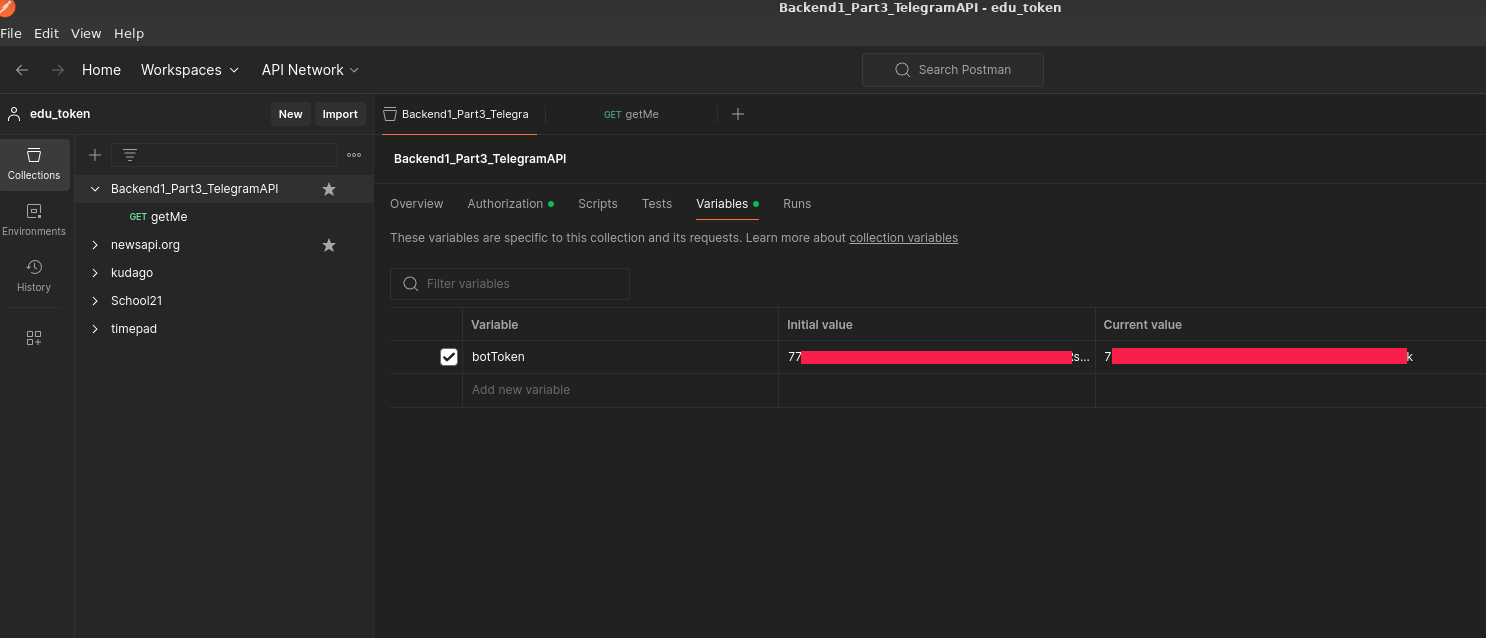 Backend1_Part3_TelegramAPI - edu_token
File Edit View Help
Home Workspaces API Network Search Postman
edu_token New Import
Backend1_Part3_Telegra GET getMe
Collections
Environments
History
Backend1_Part3_TelegramAPI
GET getMe
newsapi.org
kudago
School21
timepad
Backend1_Part3_TelegramAPI
Overview Authorization Scripts Tests Variables Runs
These variables are specific to this collection and its requests. Learn more about collection variables
Filter variables
Variable Initial value Current value
botToken 77 s... 7 k
Add new variable